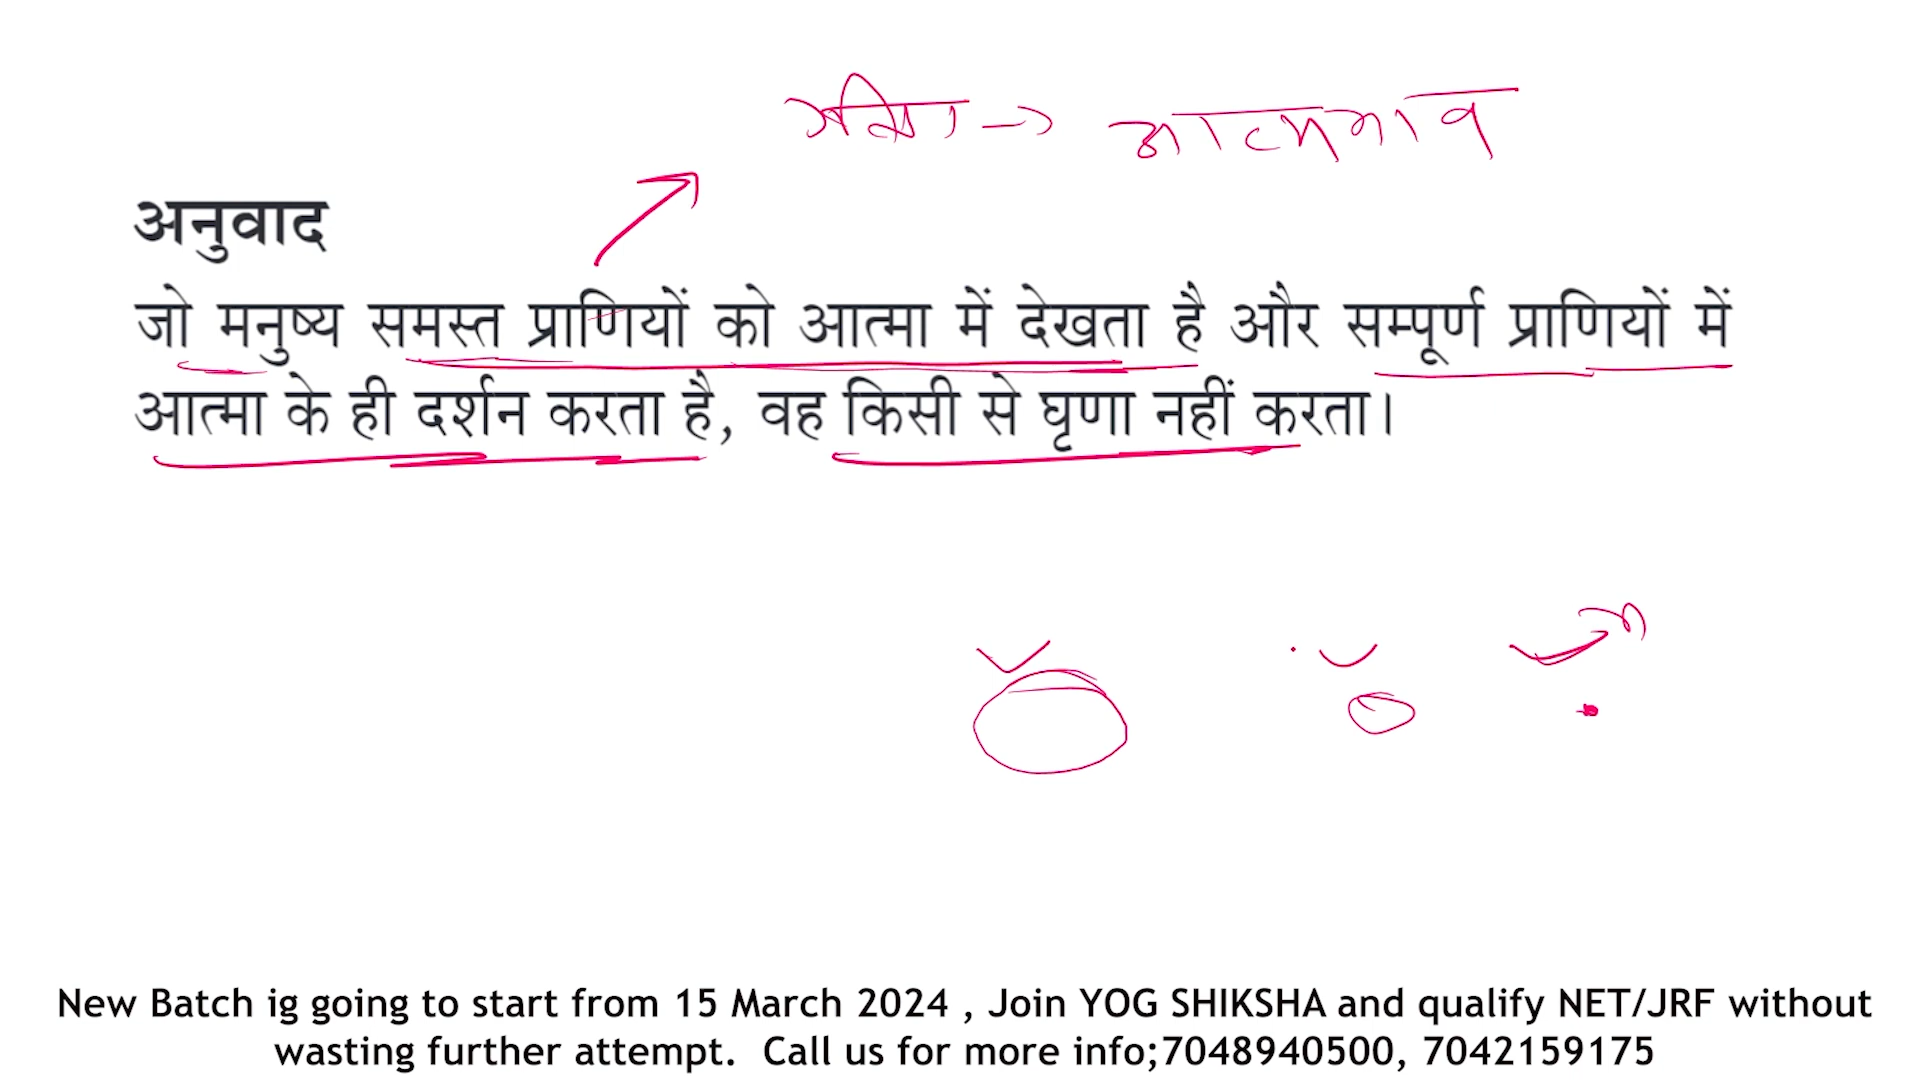 आत्मभाव
अनुवाद
जो मनुष्य समस्त प्राणियों को आत्मा में देखता है और सम्पूर्ण प्राणियों में
आत्मा के ही दर्शन करता है, वह किसी से घृणा नहीं करता।
New Batch ig going to start from 15 March 2024 , Join YOG SHIKSHA and qualify NET/JRF without
wasting further attempt.  Call us for more info;7048940500, 7042159175